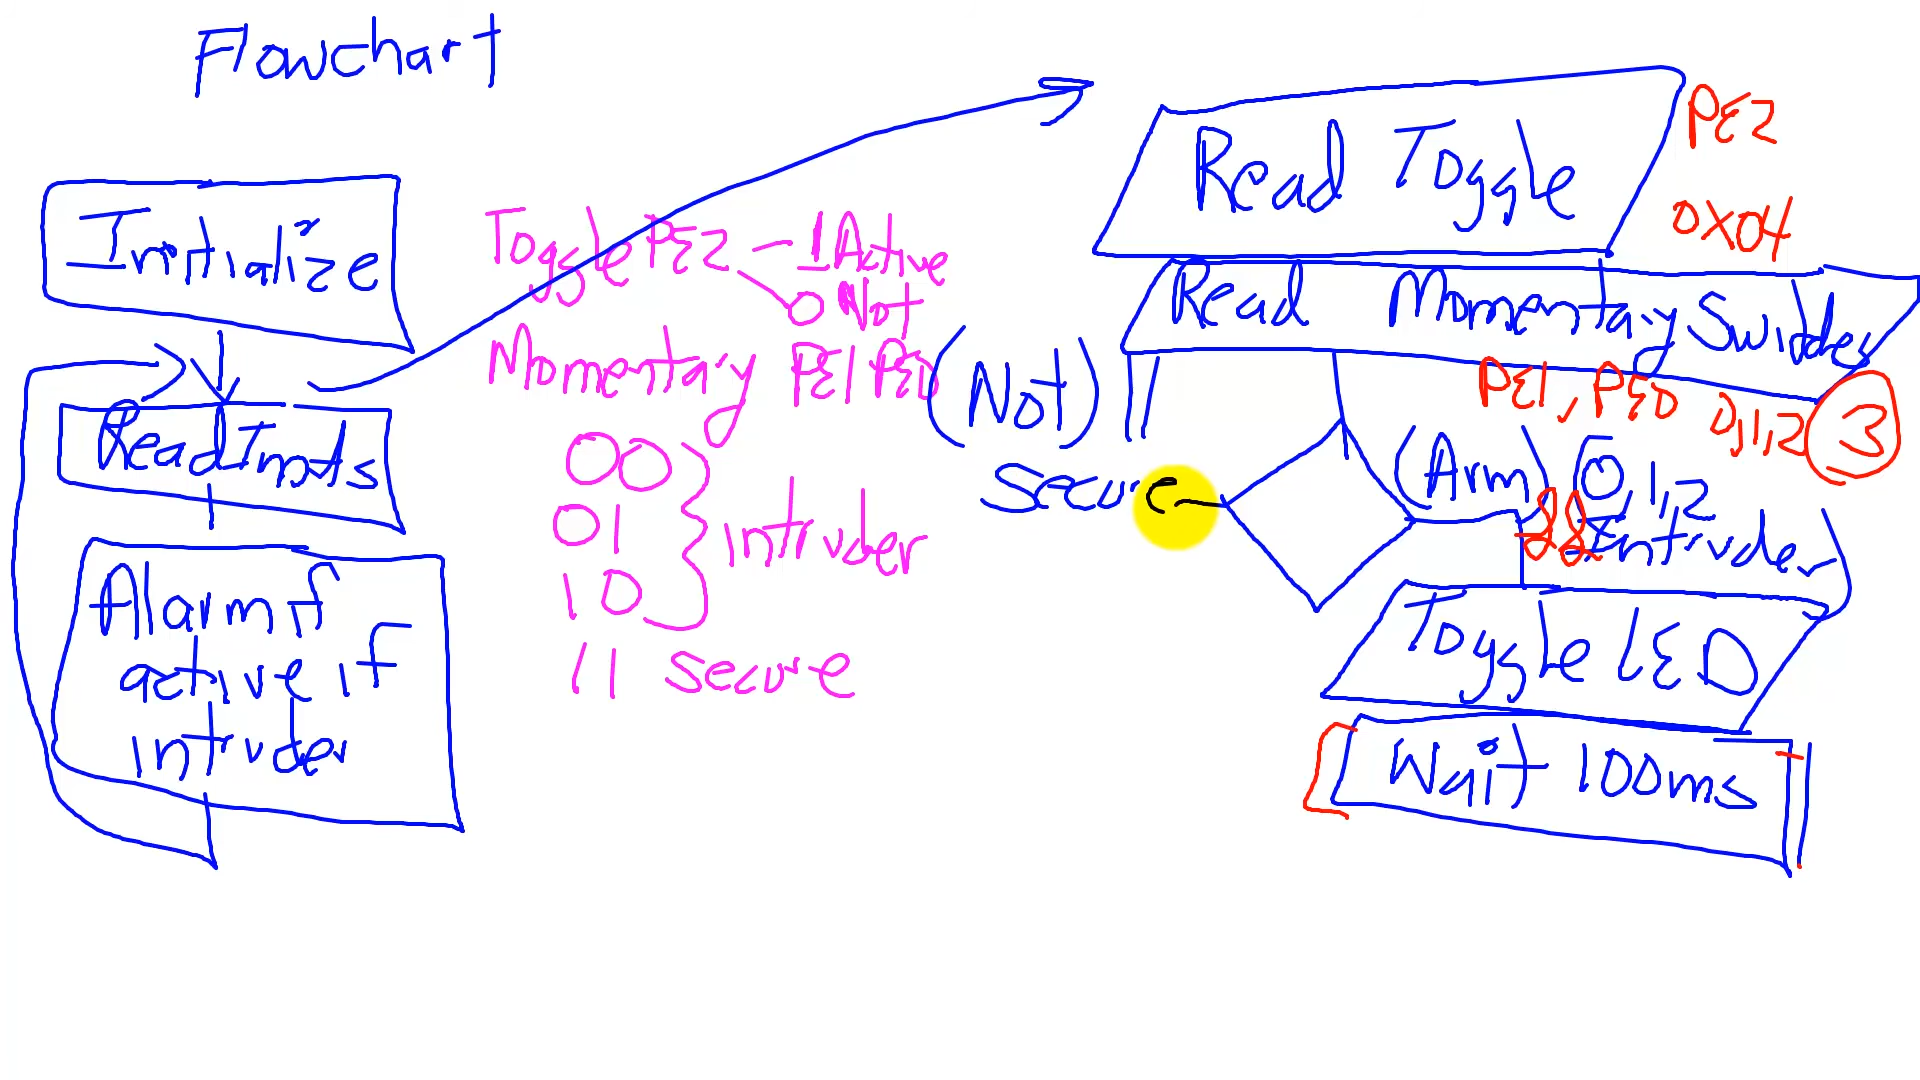 Flowchart
Initialize
Read Inputs
Alarm if
active if
intruder
Toggle PE2 - 1 Active
0 Not
Momentary PE1 PE0
00
01
10
intruder
11 secure
Read Toggle
PE2
0x04
Read Momentary Switches
PE1, PE0 0,1,2 3
(Not)
secure
(Arm) (0,1,2
&& Intruder)
Toggle LED
Wait 100ms